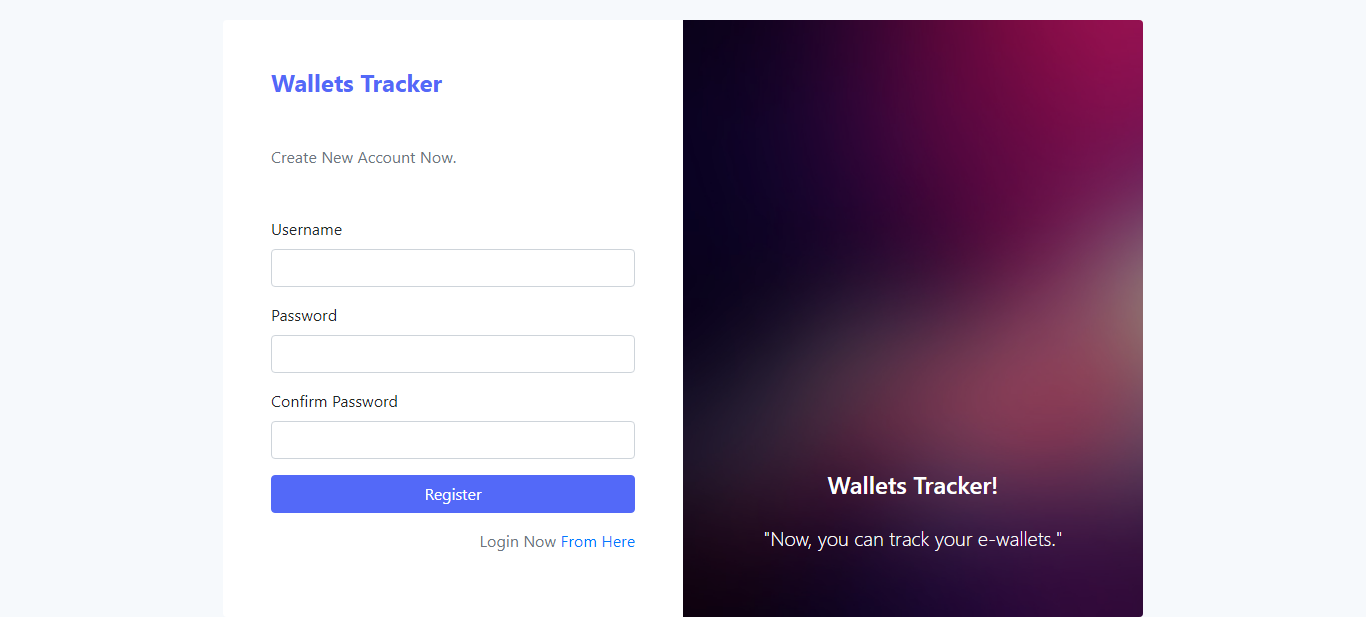 Wallets Tracker
Create New Account Now.
Username
Password
Confirm Password
Register
Login Now From Here
Wallets Tracker!
"Now, you can track your e-wallets."